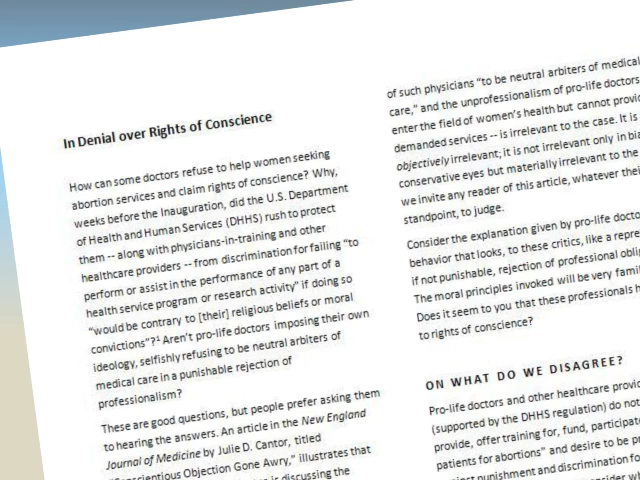 In Denial over Rights of Conscience
How can some doctors refuse to help women seeking
abortion services and claim rights of conscience? Why,
weeks before the Inauguration, did the U.S. Department
of Health and Human Services (DHHS) rush to protect
them -- along with physicians-in-training and other
healthcare providers -- from discrimination for failing “to
perform or assist in the performance of any part of a
health service program or research activity” if doing so
“would be contrary to [their] religious beliefs or moral
convictions”?¹ Aren’t pro-life doctors imposing their own
ideology, selfishly refusing to be neutral arbiters of
medical care in a punishable rejection of
professionalism?
These are good questions, but people prefer asking them
to hearing the answers. An article in the New England
Journal of Medicine by Julie D. Cantor, titled
Conscientious Objection Gone Awry,” illustrates that
is discussing the
of such physicians “to be neutral arbiters of medical
care,” and the unprofessionalism of pro-life doctors
enter the field of women’s health but cannot
demanded services -- is irrelevant to the case. It is
objectively irrelevant; it is not irrelevant only in
conservative eyes but materially irrelevant to the
we invite any reader of this article, whatever
standpoint, to judge.
Consider the explanation given by pro-life
behavior that looks, to these critics, like a
if not punishable, rejection of professional
The moral principles invoked will be very
Does it seem to you that these professionals
to rights of conscience?
ON WHAT DO WE DISAGREE?
Pro-life doctors and other healthcare
(supported by the DHHS regulation) do not
provide, offer training for, fund,
patients for abortions” and desire to be
punishment and discrimination